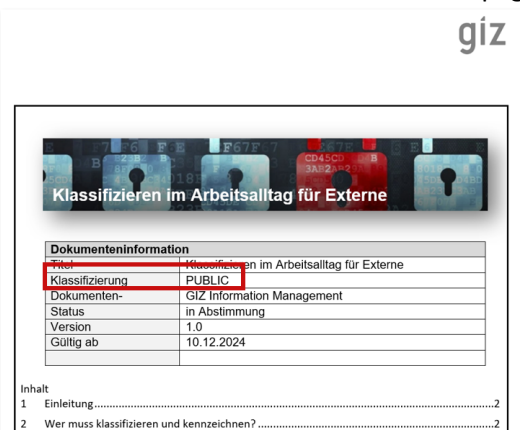 giz
Klassifizieren im Arbeitsalltag für Externe
Dokumenteninformation
Titel Klassifizieren im Arbeitsalltag für Externe
Klassifizierung PUBLIC
Dokumenten- GIZ Information Management
Status in Abstimmung
Version 1.0
Gültig ab 10.12.2024
Inhalt
1 Einleitung 2
2 Wer muss klassifizieren und kennzeichnen? 2